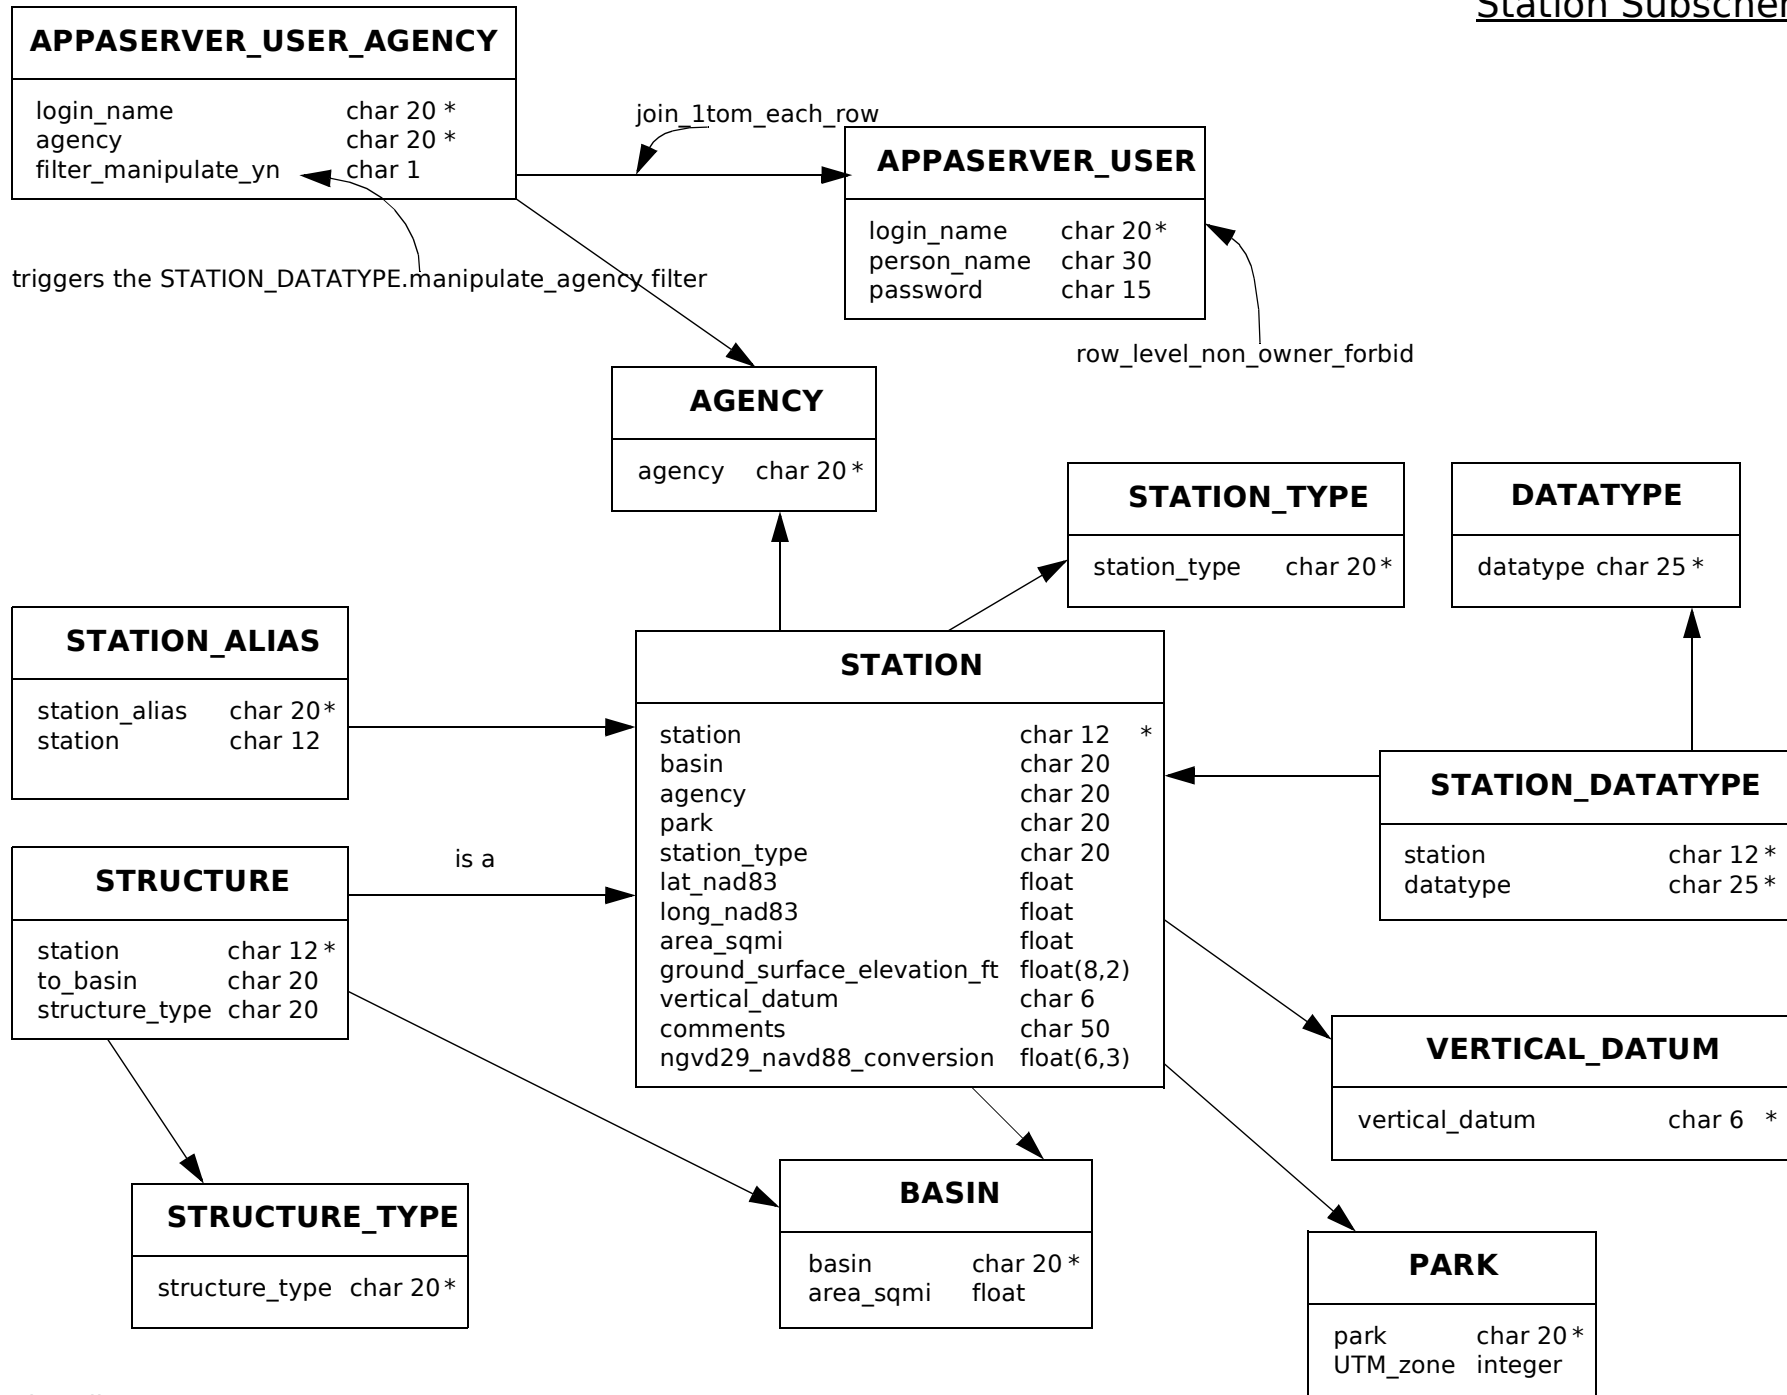 Station Subscher
APPASERVER_USER_AGENCY
login_name char 20 *
agency char 20 *
filter_manipulate_yn char 1
join_1tom_each_row
APPASERVER_USER
login_name char 20 *
person_name char 30
password char 15
triggers the STATION_DATATYPE.manipulate_agency filter
row_level_non_owner_forbid
AGENCY
agency char 20 *
STATION_TYPE
station_type char 20 *
DATATYPE
datatype char 25 *
STATION_ALIAS
station_alias char 20 *
station char 12
STATION
station char 12 *
basin char 20
agency char 20
park char 20
station_type char 20
lat_nad83 float
long_nad83 float
area_sqmi float
ground_surface_elevation_ft float(8,2)
vertical_datum char 6
comments char 50
ngvd29_navd88_conversion float(6,3)
STATION_DATATYPE
station char 12 *
datatype char 25 *
is a
STRUCTURE
station char 12 *
to_basin char 20
structure_type char 20
VERTICAL_DATUM
vertical_datum char 6 *
STRUCTURE_TYPE
structure_type char 20 *
BASIN
basin char 20 *
area_sqmi float
PARK
park char 20 *
UTM_zone integer